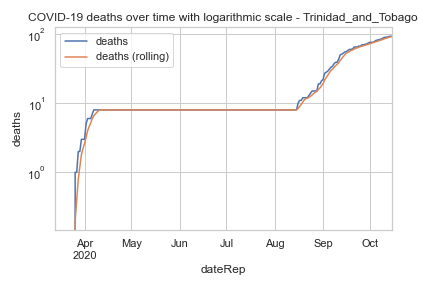 COVID-19 deaths over time with logarithmic scale - Trinidad_and_Tobago
deaths
deaths (rolling)
10²
10¹
10⁰
deaths
Apr
2020
May
Jun
Jul
Aug
Sep
Oct
dateRep